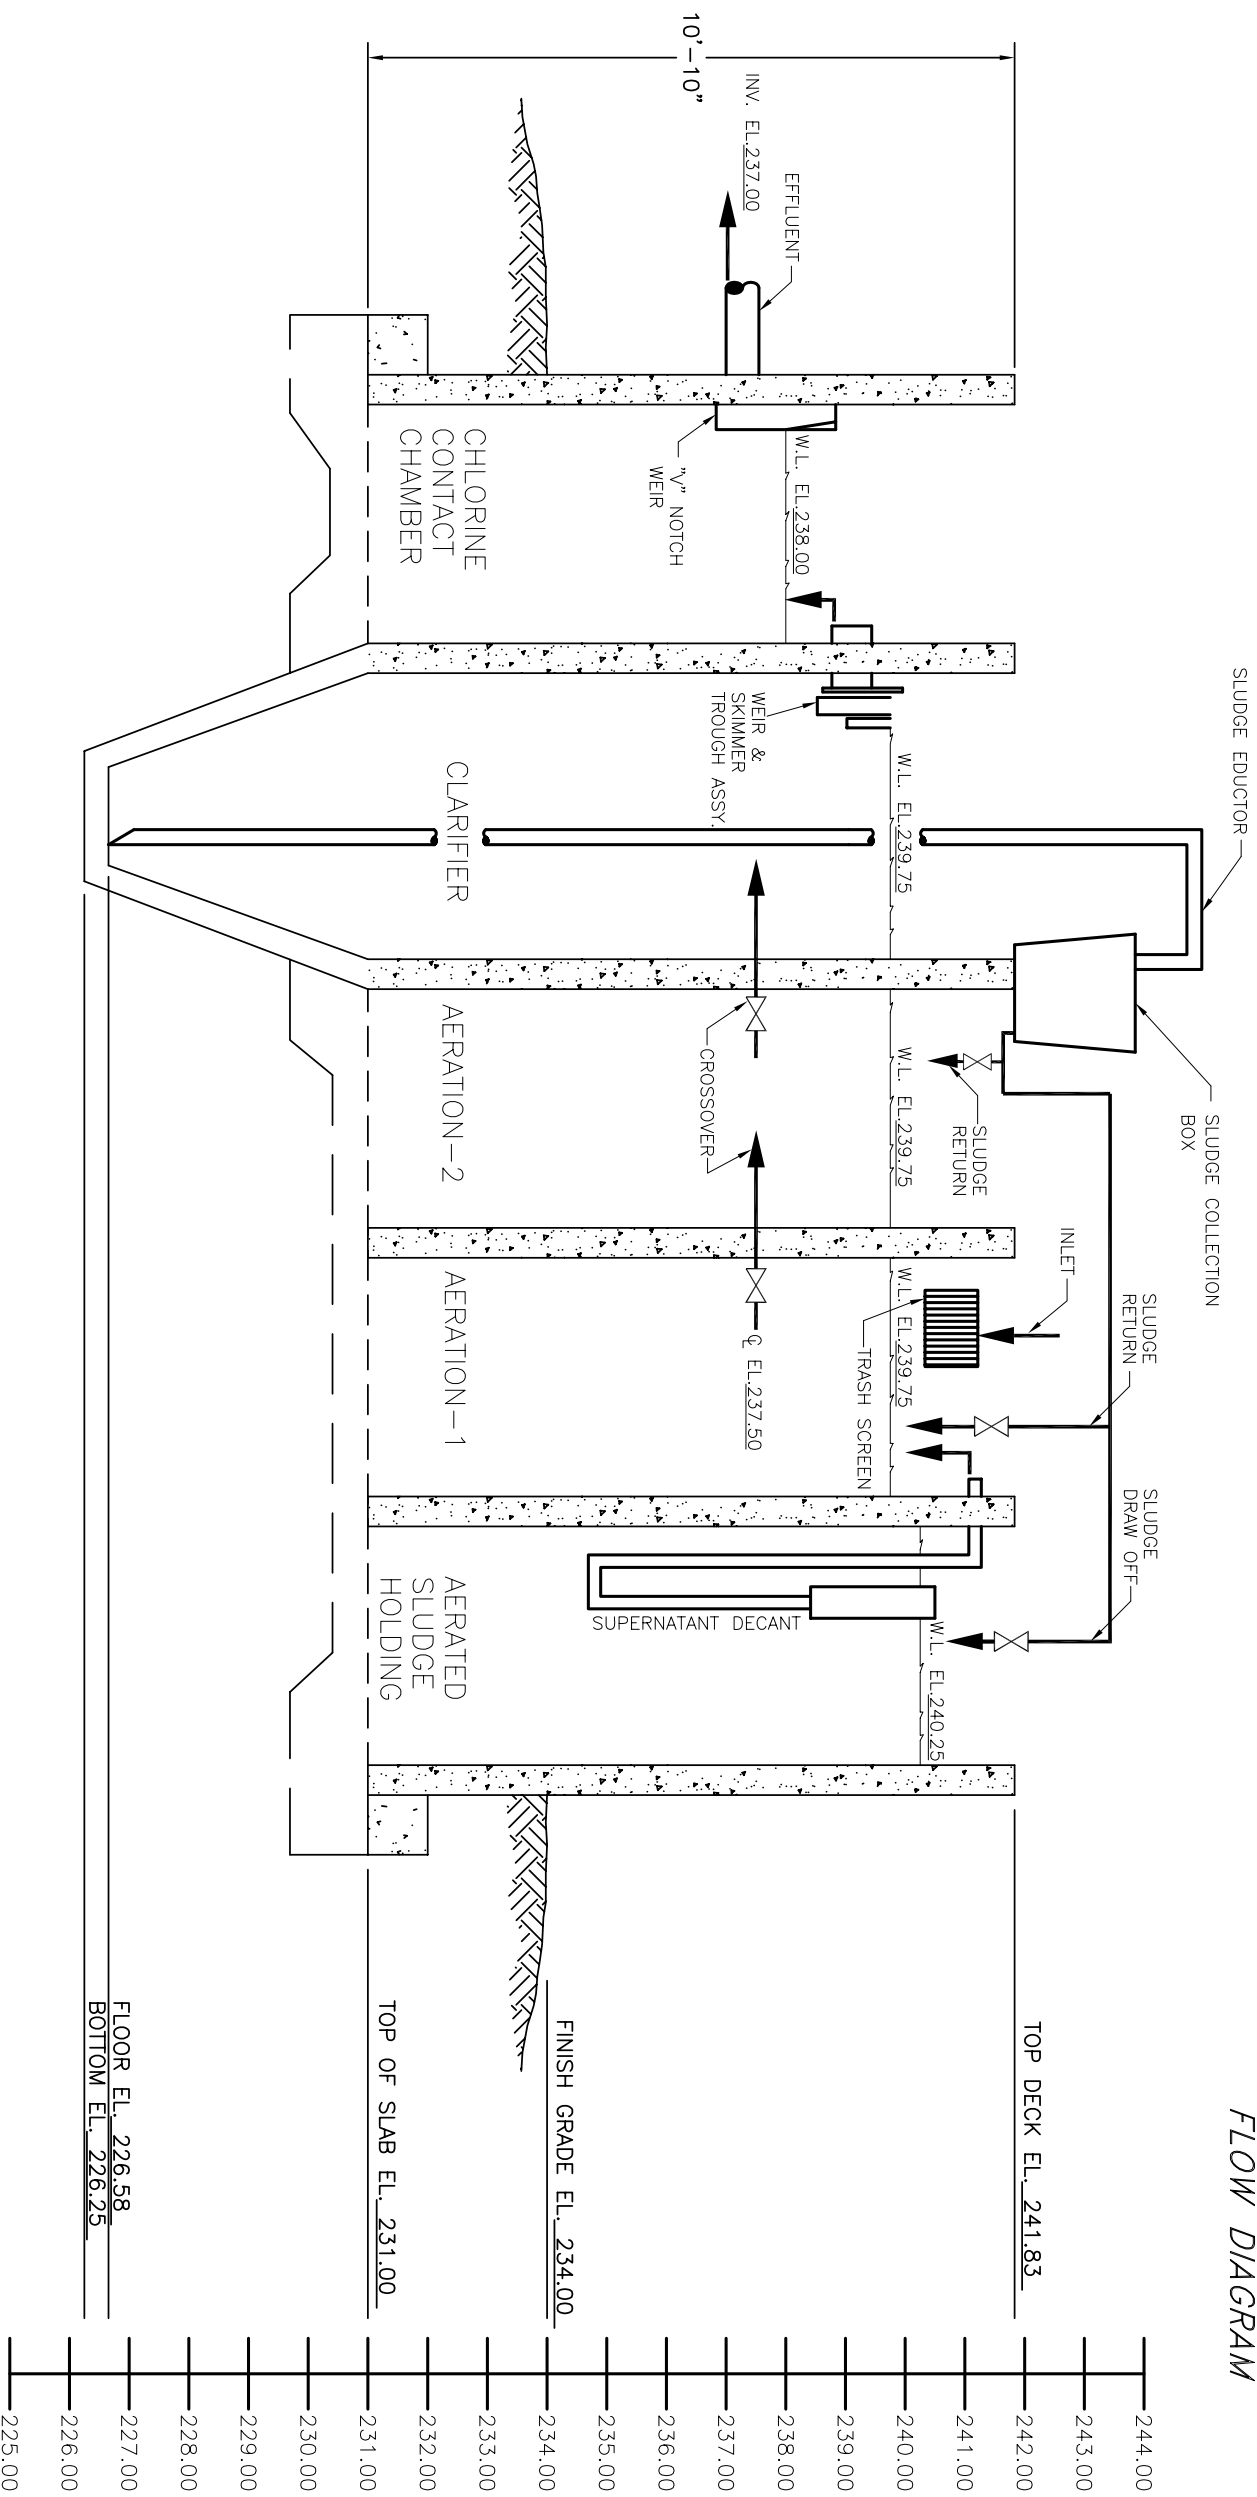 FLOW DIAGRAM
SLUDGE EDUCTOR
SLUDGE COLLECTION
BOX
SLUDGE
RETURN
SLUDGE
DRAW OFF
INLET
SLUDGE
RETURN
TOP DECK EL. 241.83
10'-10"
INV. EL.237.00
EFFLUENT
W.L. EL.238.00
"V" NOTCH
WEIR
WEIR &
SKIMMER
TROUGH ASSY.
W.L. EL.239.75
W.L. EL.239.75
CROSSOVER
W.L. EL.239.75
TRASH SCREEN
℄ EL.237.50
W.L. EL.240.25
SUPERNATANT DECANT
FINISH GRADE EL. 234.00
CHLORINE
CONTACT
CHAMBER
CLARIFIER
AERATION-2
AERATION-1
AERATED
SLUDGE
HOLDING
TOP OF SLAB EL. 231.00
FLOOR EL. 226.58
BOTTOM EL. 226.25
244.00
243.00
242.00
241.00
240.00
239.00
238.00
237.00
236.00
235.00
234.00
233.00
232.00
231.00
230.00
229.00
228.00
227.00
226.00
225.00